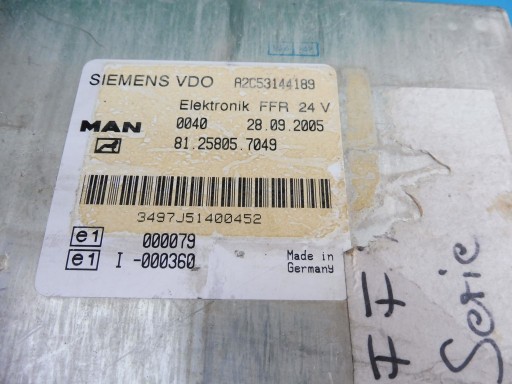 SIEMENS VDO A2C53144189
Elektronik FFR 24 V
MAN 0040 28.09.2005
81.25805.7049
3497J51400452
e1 000079
e1 I -000360
Made in
Germany
Serie